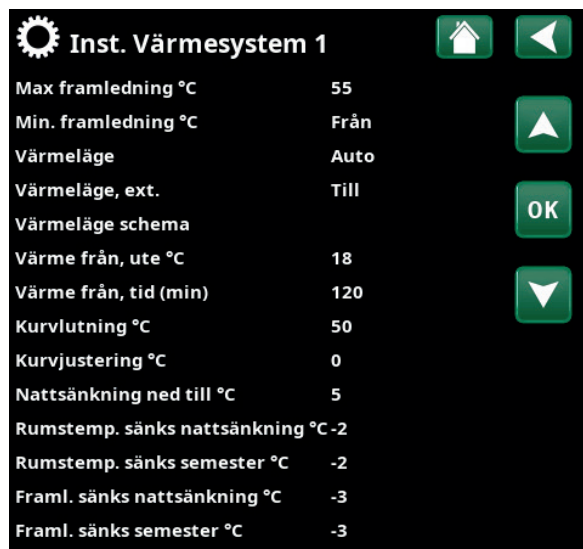 Inst. Värmesystem 1
Max framledning °C 55
Min. framledning °C Från
Värmeläge Auto
Värmeläge, ext. Till
OK
Värmeläge schema
Värme från, ute °C 18
Värme från, tid (min) 120
Kurvlutning °C 50
Kurvjustering °C 0
Nattsänkning ned till °C 5
Rumstemp. sänks nattsänkning °C -2
Rumstemp. sänks semester °C -2
Framl. sänks nattsänkning °C -3
Framl. sänks semester °C -3